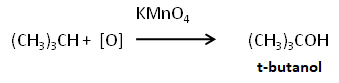 KMnO₄
(CH₃)₃CH + [O] ⟶ (CH₃)₃COH
t-butanol